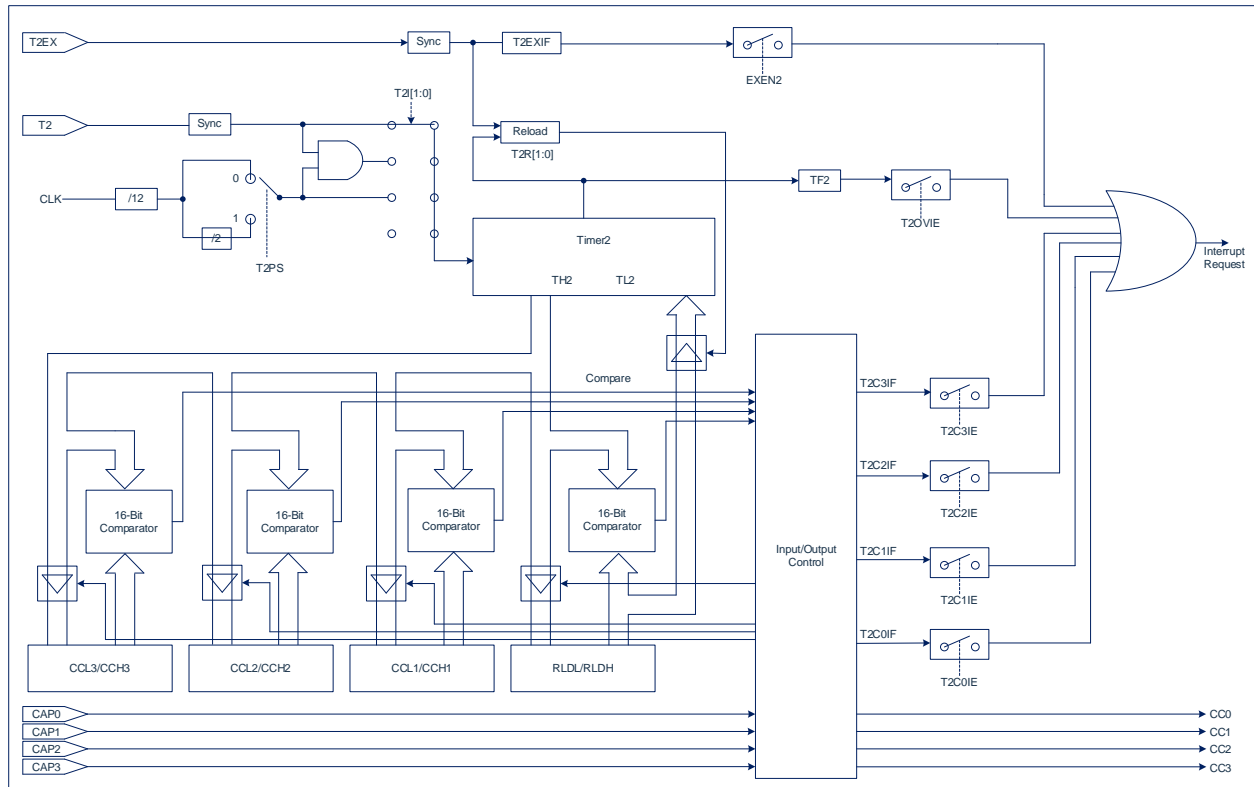 T2EX
Sync
T2EXIF
EXEN2
T2I[1:0]
T2
Sync
Reload
T2R[1:0]
CLK
/12
0
1
/2
T2PS
TF2
T2OVIE
Timer2
TH2
TL2
Interrupt
Request
Compare
T2C3IF
T2C3IE
T2C2IF
T2C2IE
T2C1IF
T2C1IE
T2C0IF
T2C0IE
16-Bit
Comparator
16-Bit
Comparator
16-Bit
Comparator
16-Bit
Comparator
Input/Output
Control
CCL3/CCH3
CCL2/CCH2
CCL1/CCH1
RLDL/RLDH
CAP0
CAP1
CAP2
CAP3
CC0
CC1
CC2
CC3